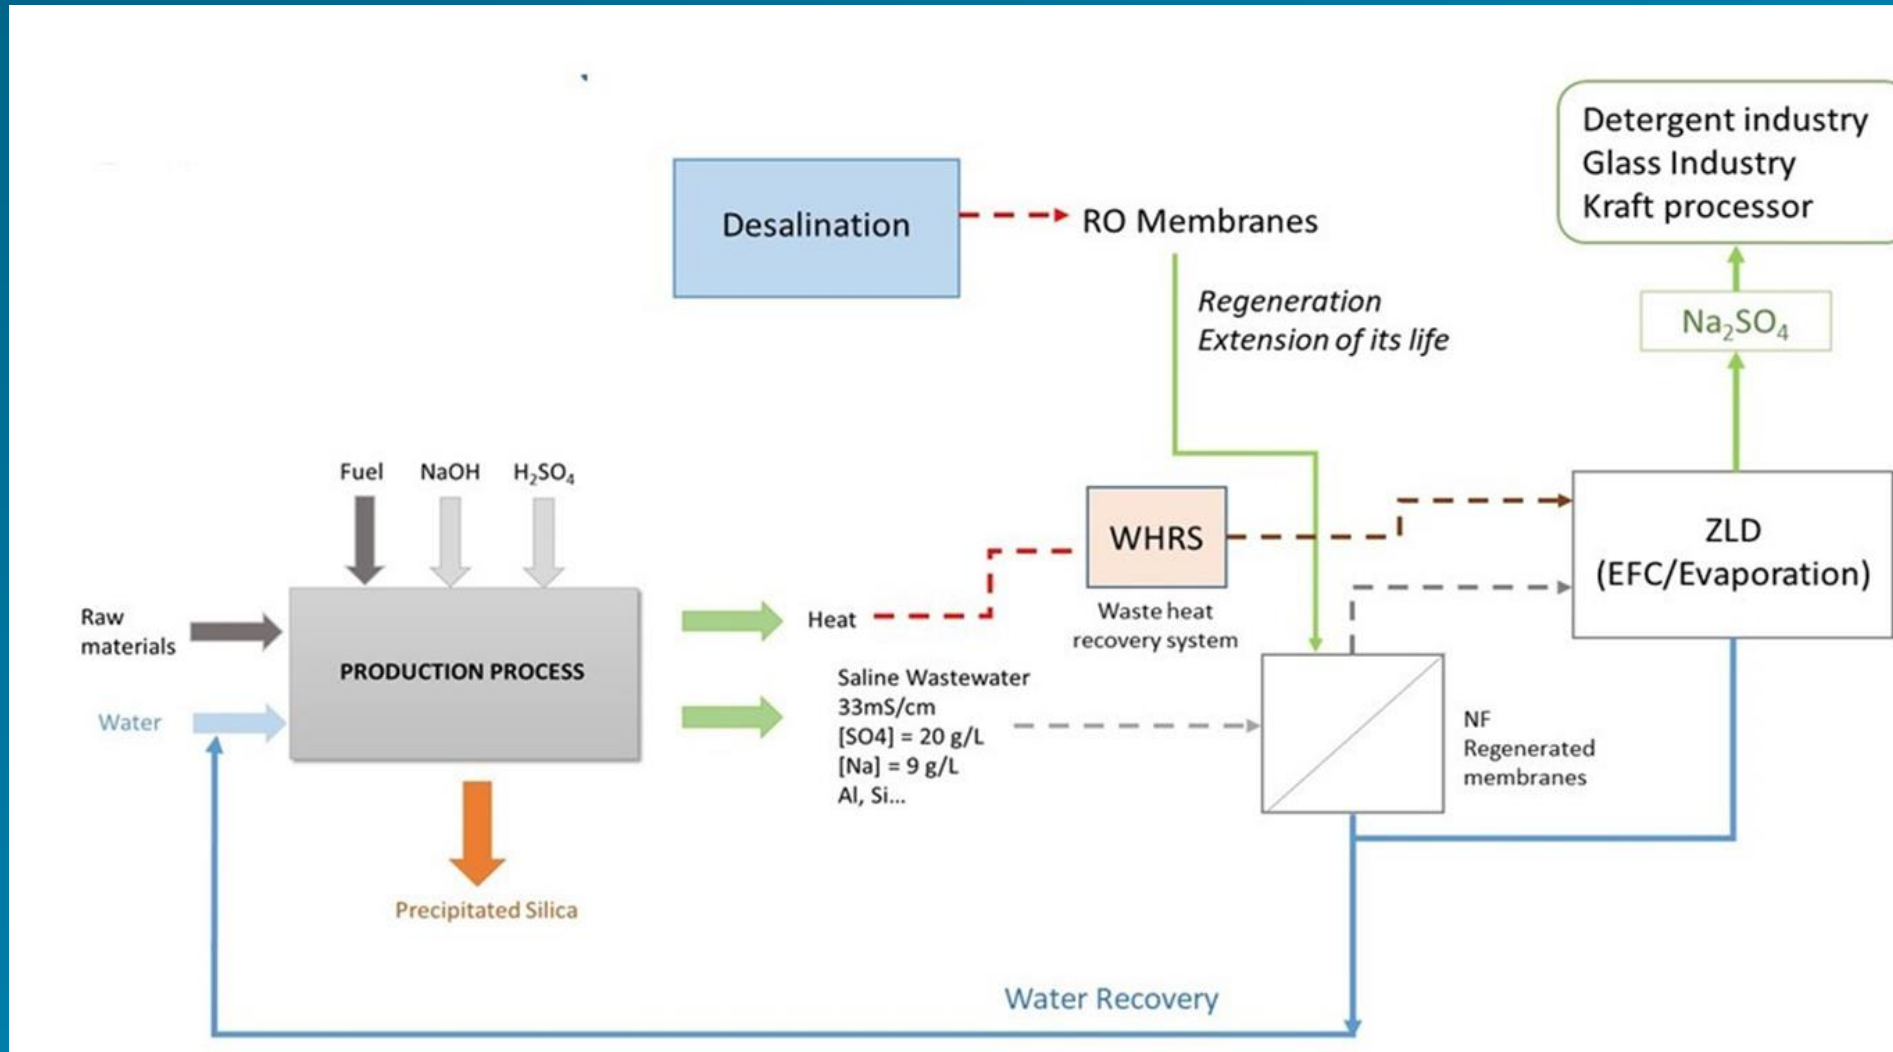 Detergent industry
Glass Industry
Kraft processor
Desalination
RO Membranes
Regeneration
Extension of its life
Na₂SO₄
Fuel
NaOH
H₂SO₄
Raw
materials
Water
PRODUCTION PROCESS
Heat
WHRS
Waste heat
recovery system
ZLD
(EFC/Evaporation)
Saline Wastewater
33mS/cm
[SO4] = 20 g/L
[Na] = 9 g/L
Al, Si...
NF
Regenerated
membranes
Precipitated Silica
Water Recovery